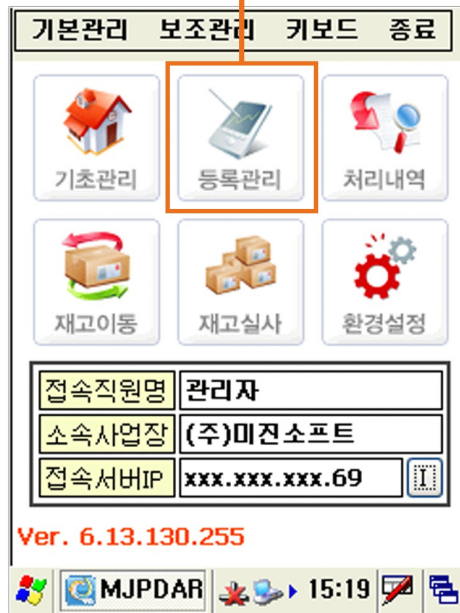 기본관리 보조관리 키보드 종료
기초관리 등록관리 처리내역
재고이동 재고실사 환경설정
접속직원명 관리자
소속사업장 (주)미진소프트
접속서버IP xxx.xxx.xxx.69
Ver. 6.13.130.255
MJPDAR 15:19